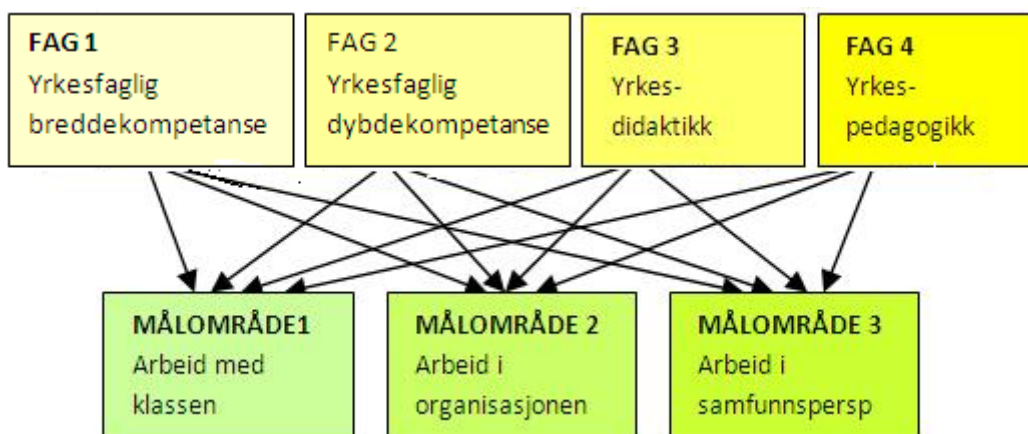 FAG 1
Yrkesfaglig
breddekompetanse
FAG 2
Yrkesfaglig
dybdekompetanse
FAG 3
Yrkes-
didaktikk
FAG 4
Yrkes-
pedagogikk
MÅLOMRÅDE1
Arbeid med
klassen
MÅLOMRÅDE 2
Arbeid i
organisasjonen
MÅLOMRÅDE 3
Arbeid i
samfunnspersp